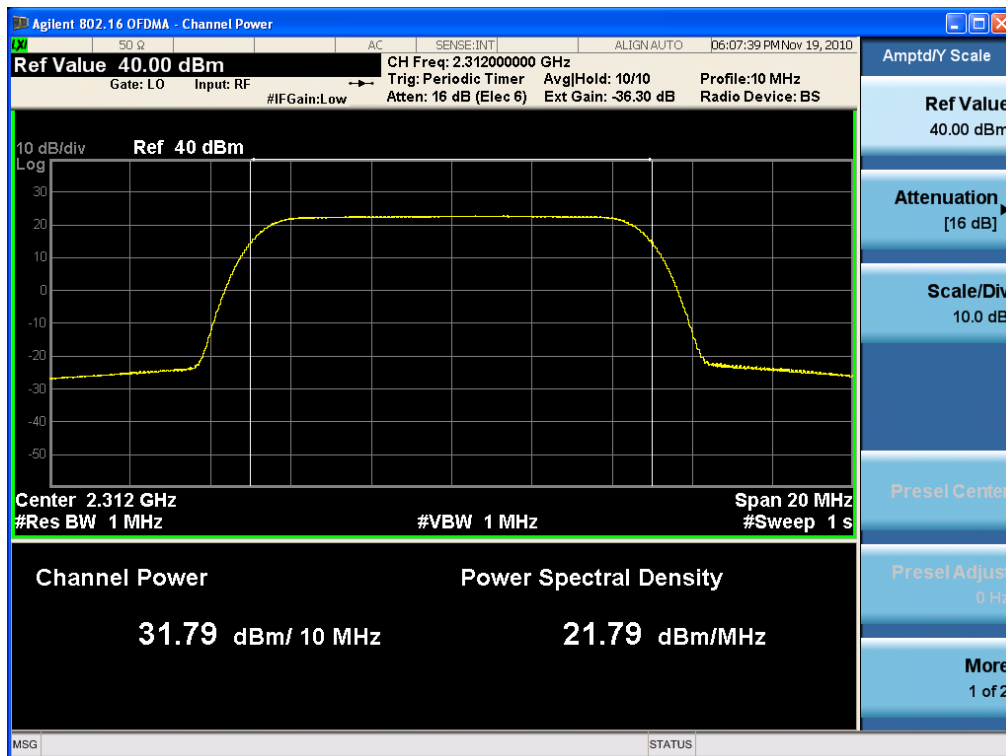 Agilent 802.16 OFDMA - Channel Power
LXI
50 Ω
AC
SENSE:INT
ALIGN AUTO
06:07:39 PM Nov 19, 2010
Ref Value 40.00 dBm
CH Freq: 2.312000000 GHz
Gate: LO
Input: RF
Trig: Periodic Timer
Avg|Hold: 10/10
Profile:10 MHz
#IFGain:Low
Atten: 16 dB (Elec 6)
Ext Gain: -36.30 dB
Radio Device: BS
10 dB/div
Ref 40 dBm
Log
30
20
10
0
-10
-20
-30
-40
-50
Center 2.312 GHz
Span 20 MHz
#Res BW 1 MHz
#VBW 1 MHz
#Sweep 1 s
Channel Power
Power Spectral Density
31.79 dBm/ 10 MHz
21.79 dBm/MHz
MSG
STATUS
Amptd/Y Scale
Ref Value
40.00 dBm
Attenuation
[16 dB]
Scale/Div
10.0 dB
Presel Center
Presel Adjust
0 Hz
More
1 of 2